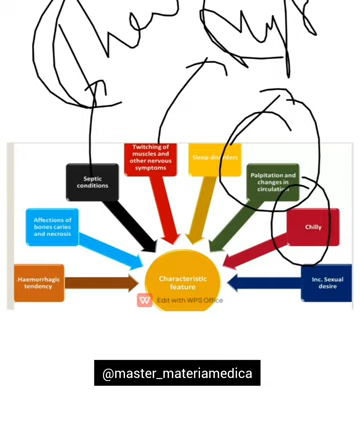 Twitching of
muscles and
other nervous
symptoms
Sleep disorders
Septic
conditions
Palpitation and
changes in
circulation
Affections of
bones caries
and necrosis
Chilly
Haemorrhagic
tendency
Characteristic
feature
Inc. Sexual
desire
Edit with WPS Office
@master_materiamedica